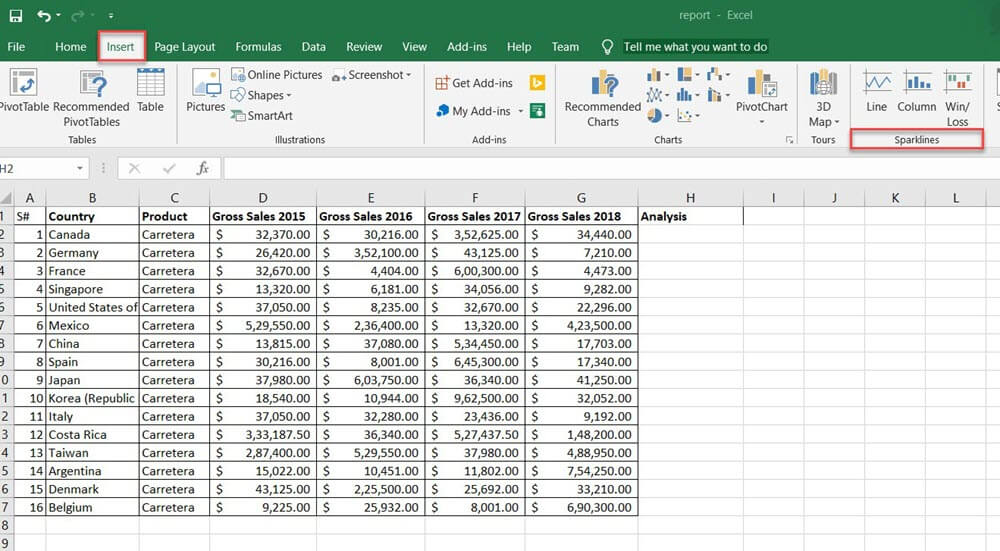 report - Excel
File Home Insert Page Layout Formulas Data Review View Add-ins Help Team Tell me what you want to do
PivotTable Recommended PivotTables Table
Tables
Pictures Online Pictures Shapes SmartArt Screenshot
Illustrations
Get Add-ins My Add-ins
Add-ins
Recommended Charts PivotChart
Charts
3D Map
Tours
Line Column Win/Loss
Sparklines
H2 fx
A B C D E F G H I J K L
1 S# Country Product Gross Sales 2015 Gross Sales 2016 Gross Sales 2017 Gross Sales 2018 Analysis
2 1 Canada Carretera $ 32,370.00 $ 30,216.00 $ 3,52,625.00 $ 34,440.00
3 2 Germany Carretera $ 26,420.00 $ 3,52,100.00 $ 43,125.00 $ 7,210.00
4 3 France Carretera $ 32,670.00 $ 4,404.00 $ 6,00,300.00 $ 4,473.00
5 4 Singapore Carretera $ 13,320.00 $ 6,181.00 $ 34,056.00 $ 9,282.00
6 5 United States of Carretera $ 37,050.00 $ 8,235.00 $ 32,670.00 $ 22,296.00
7 6 Mexico Carretera $ 5,29,550.00 $ 2,36,400.00 $ 13,320.00 $ 4,23,500.00
8 7 China Carretera $ 13,815.00 $ 37,080.00 $ 5,34,450.00 $ 17,703.00
9 8 Spain Carretera $ 30,216.00 $ 8,001.00 $ 6,45,300.00 $ 17,340.00
0 9 Japan Carretera $ 37,980.00 $ 6,03,750.00 $ 36,340.00 $ 41,250.00
1 10 Korea (Republic Carretera $ 18,540.00 $ 10,944.00 $ 9,62,500.00 $ 32,052.00
2 11 Italy Carretera $ 37,050.00 $ 32,280.00 $ 23,436.00 $ 9,192.00
3 12 Costa Rica Carretera $ 3,33,187.50 $ 36,340.00 $ 5,27,437.50 $ 1,48,200.00
4 13 Taiwan Carretera $ 2,87,400.00 $ 5,29,550.00 $ 37,980.00 $ 4,88,950.00
5 14 Argentina Carretera $ 15,022.00 $ 10,451.00 $ 11,802.00 $ 7,54,250.00
6 15 Denmark Carretera $ 43,125.00 $ 2,25,500.00 $ 25,692.00 $ 33,210.00
7 16 Belgium Carretera $ 9,225.00 $ 25,932.00 $ 8,001.00 $ 6,90,300.00
8
9